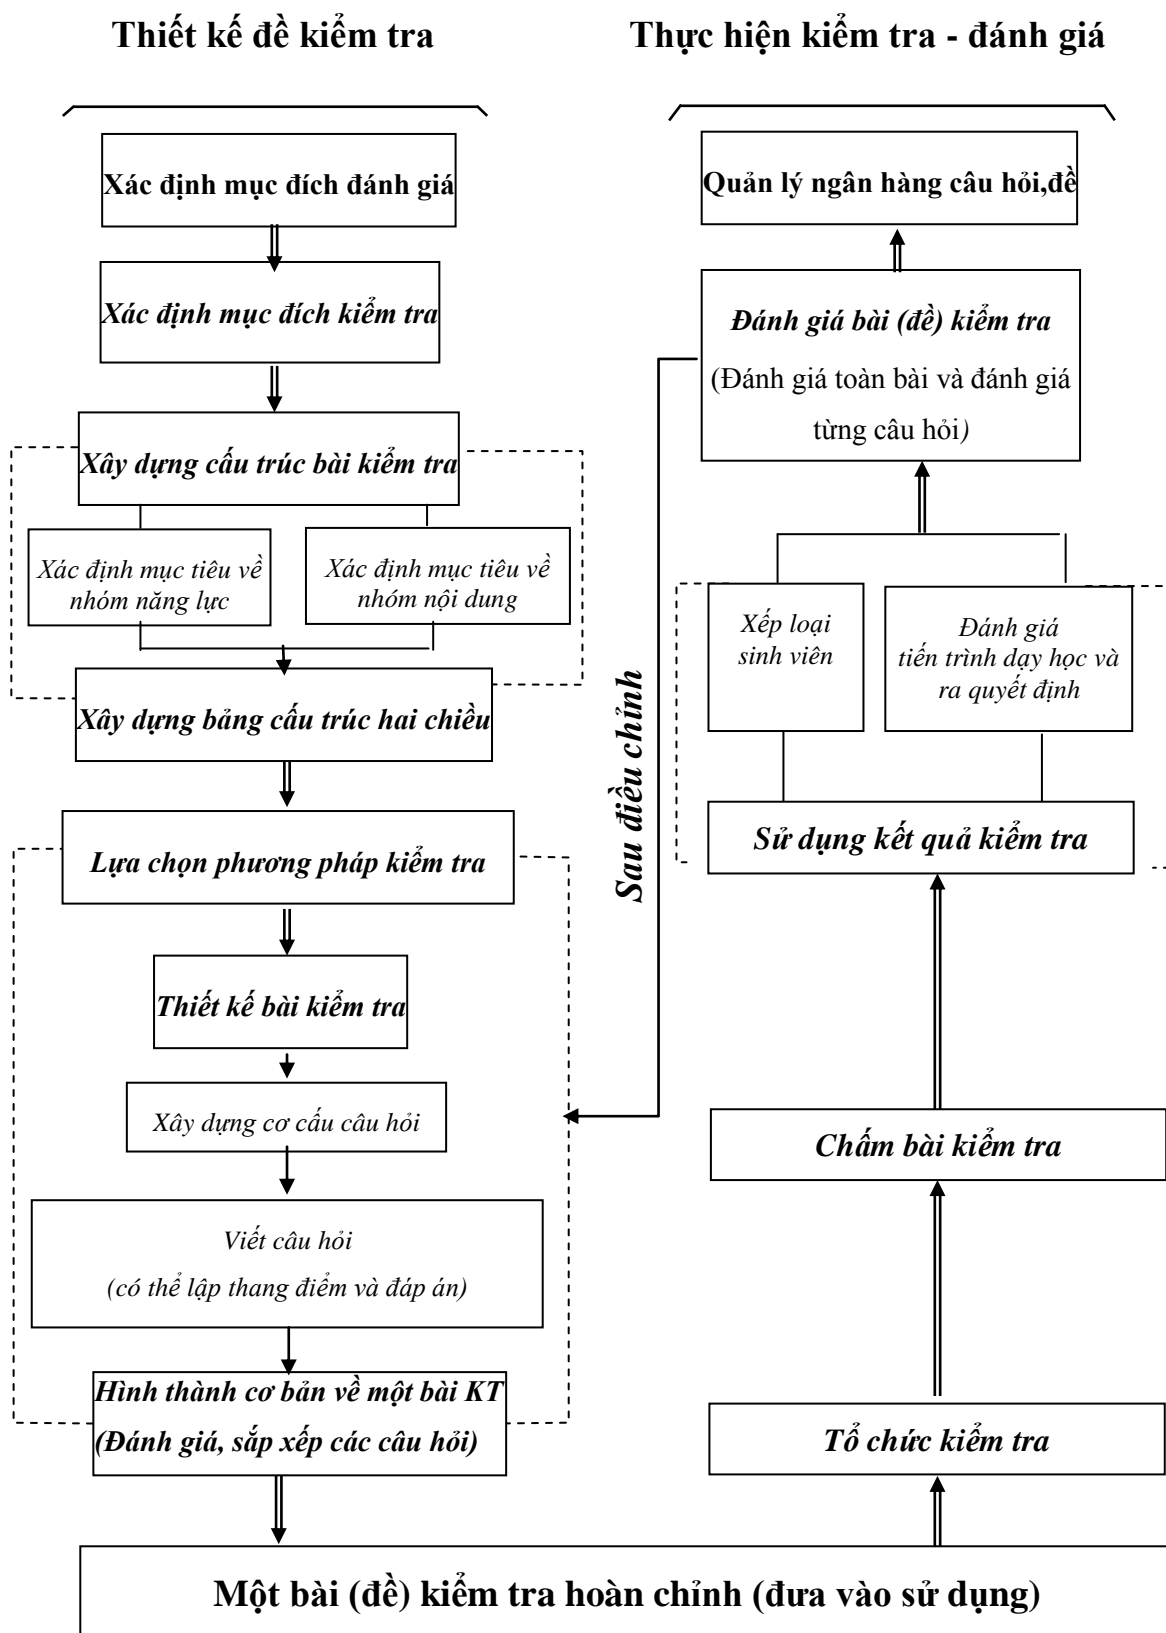 Thiết kế đề kiểm tra
Xác định mục đích đánh giá
Xác định mục đích kiểm tra
Xây dựng cấu trúc bài kiểm tra
Xác định mục tiêu về
nhóm năng lực
Xác định mục tiêu về
nhóm nội dung
Xây dựng bảng cấu trúc hai chiều
Lựa chọn phương pháp kiểm tra
Thiết kế bài kiểm tra
Xây dựng cơ cấu câu hỏi
Viết câu hỏi
(có thể lập thang điểm và đáp án)
Hình thành cơ bản về một bài KT
(Đánh giá, sắp xếp các câu hỏi)
Một bài (đề) kiểm tra hoàn chỉnh (đưa vào sử dụng)
Sau điều chỉnh
Thực hiện kiểm tra - đánh giá
Quản lý ngân hàng câu hỏi,đề
Đánh giá bài (đề) kiểm tra
(Đánh giá toàn bài và đánh giá
từng câu hỏi)
Xếp loại
sinh viên
Đánh giá
tiến trình dạy học và
ra quyết định
Sử dụng kết quả kiểm tra
Chấm bài kiểm tra
Tổ chức kiểm tra